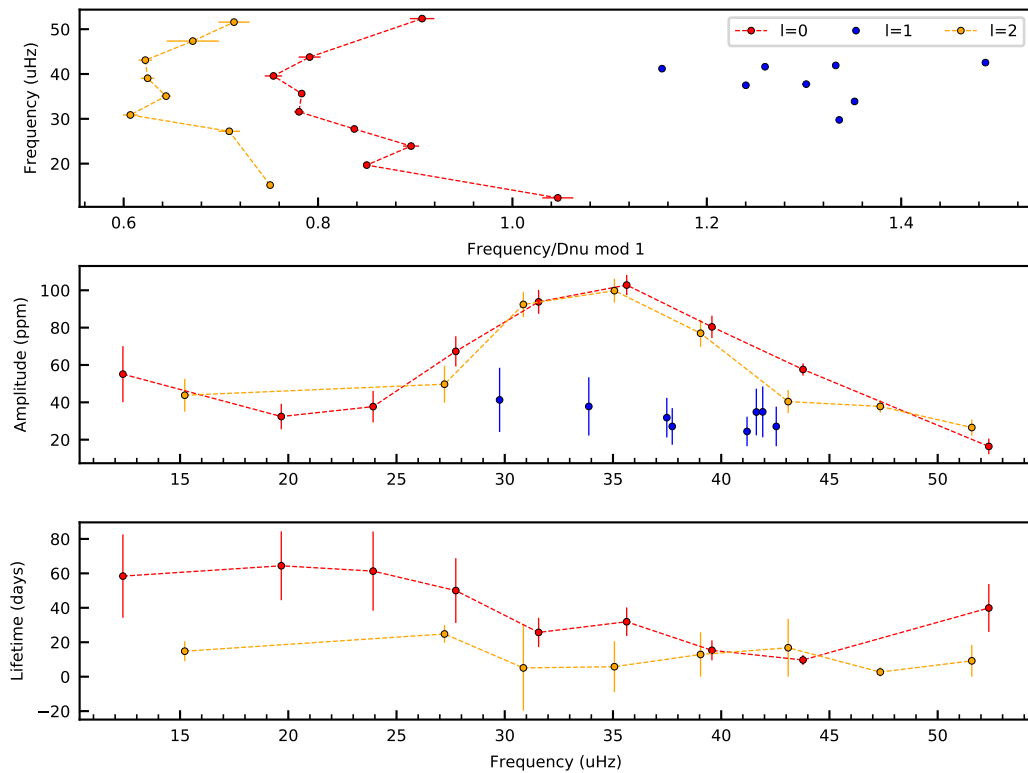 50
40
30
20
Frequency (uHz)
l=0 l=1 l=2
0.6 0.8 1.0 1.2 1.4
Frequency/Dnu mod 1
100
80
60
40
20
Amplitude (ppm)
15 20 25 30 35 40 45 50
80
60
40
20
0
−20
Lifetime (days)
15 20 25 30 35 40 45 50
Frequency (uHz)